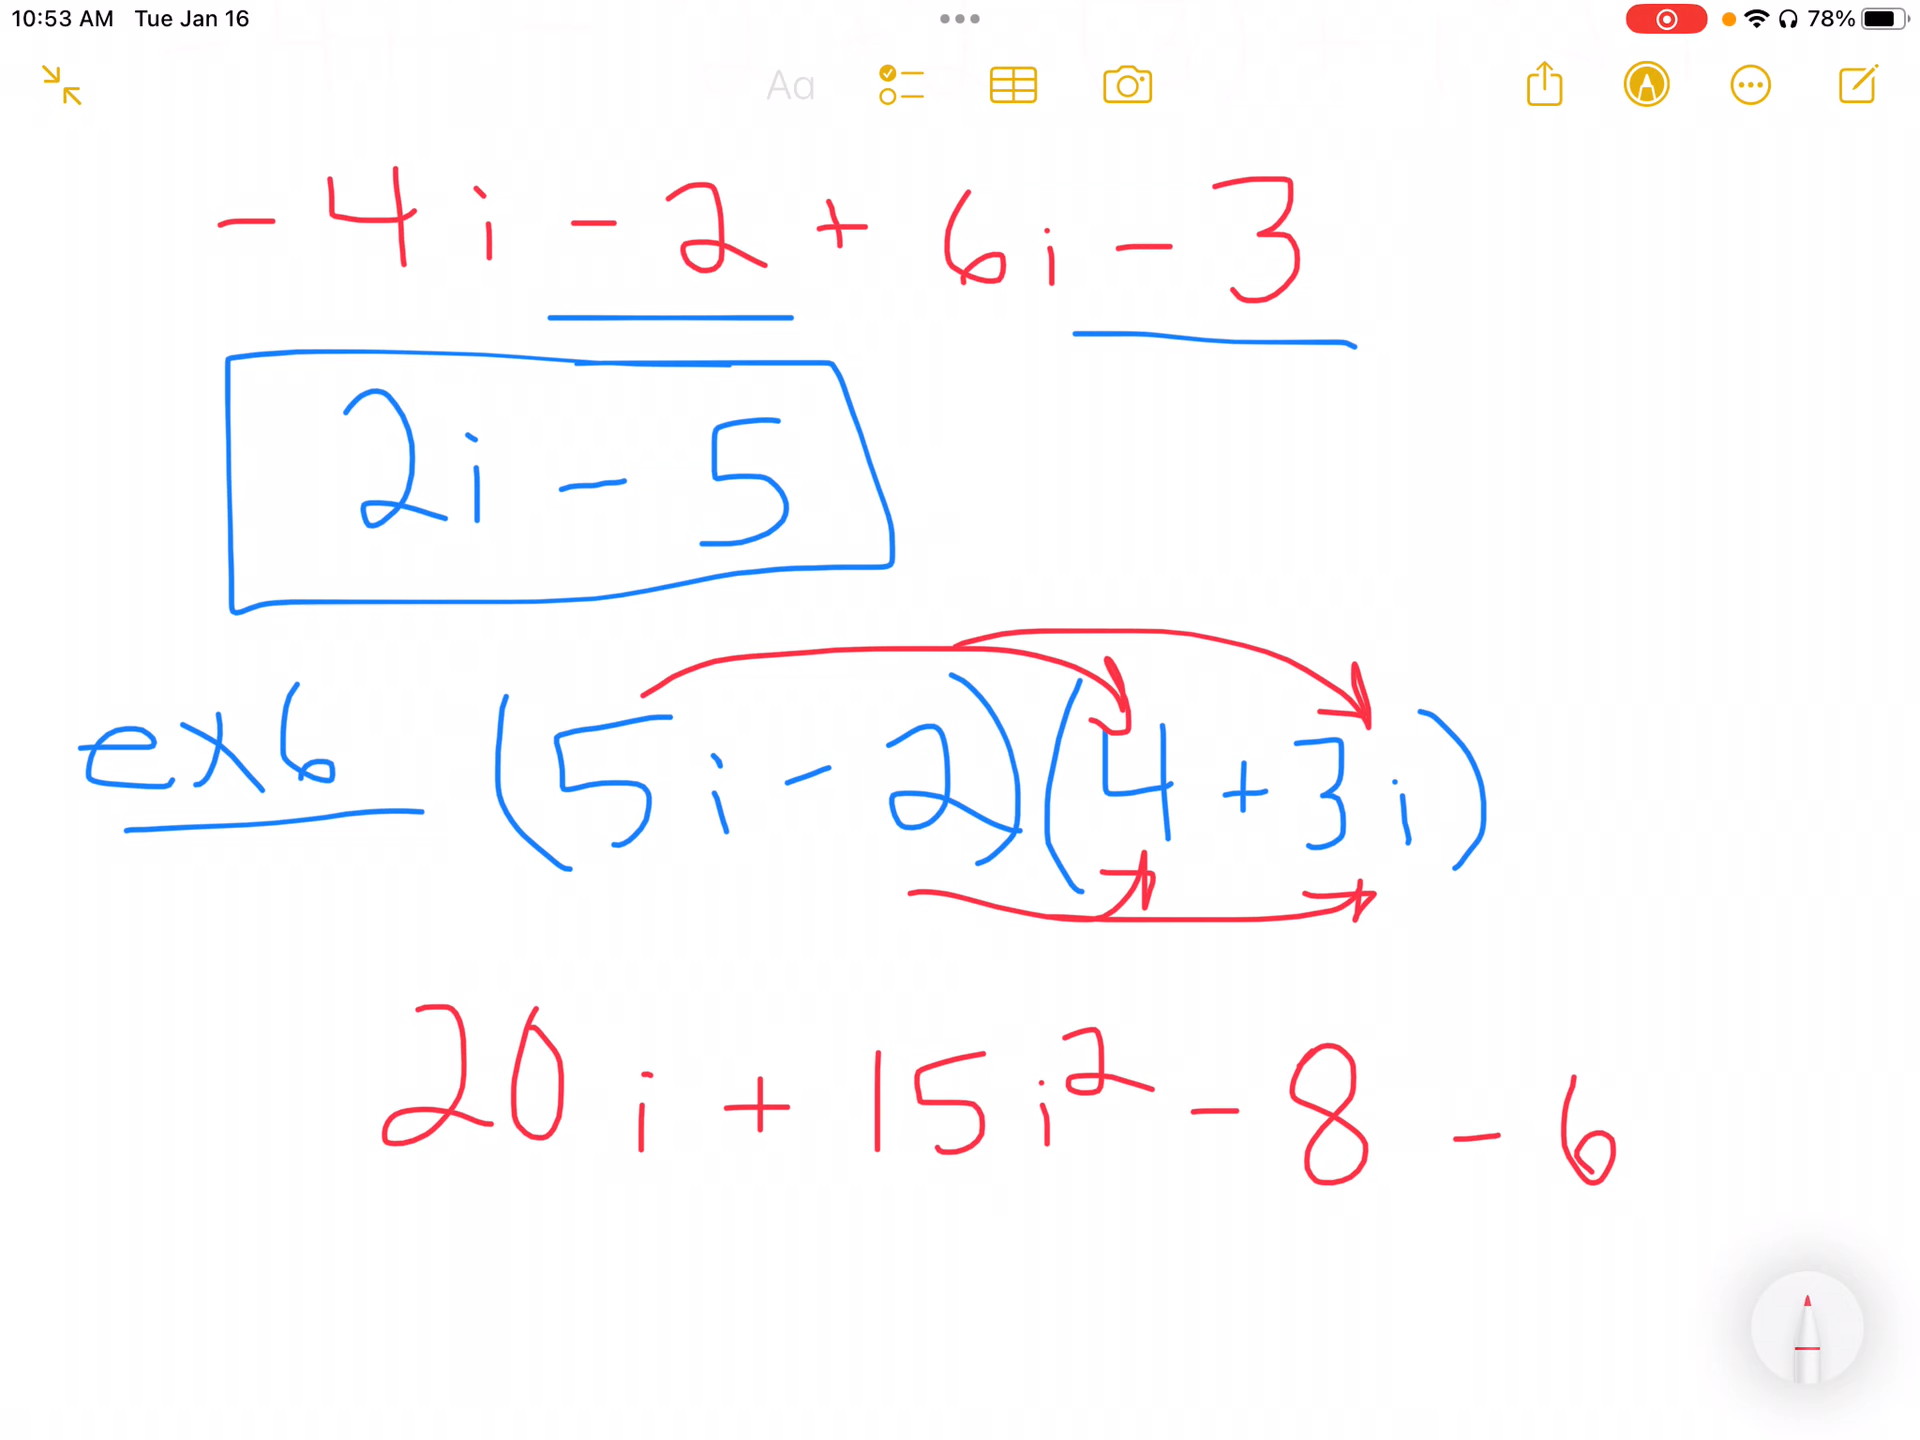 10:53 AM Tue Jan 16 78%
Aa
- 4i - 2 + 6i - 3
2i - 5
ex6 (5i - 2)(4 + 3i)
20i + 15i² - 8 - 6